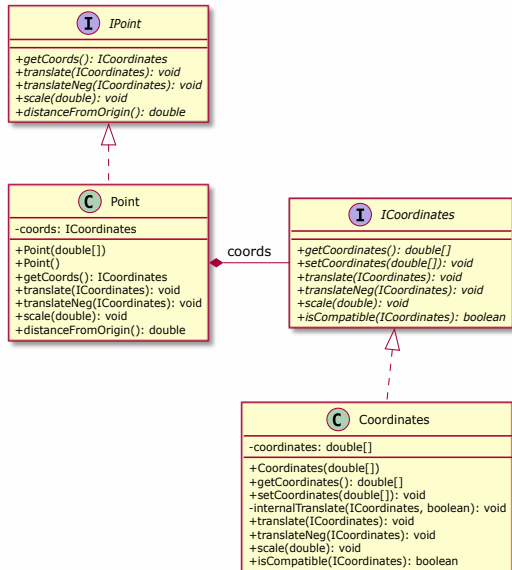 I IPoint
+getCoords(): ICoordinates
+translate(ICoordinates): void
+translateNeg(ICoordinates): void
+scale(double): void
+distanceFromOrigin(): double
C Point
-coords: ICoordinates
+Point(double[])
+Point()
+getCoords(): ICoordinates
+translate(ICoordinates): void
+translateNeg(ICoordinates): void
+scale(double): void
+distanceFromOrigin(): double
coords
I ICoordinates
+getCoordinates(): double[]
+setCoordinates(double[]): void
+translate(ICoordinates): void
+translateNeg(ICoordinates): void
+scale(double): void
+isCompatible(ICoordinates): boolean
C Coordinates
-coordinates: double[]
+Coordinates(double[])
+getCoordinates(): double[]
+setCoordinates(double[]): void
-internalTranslate(ICoordinates, boolean): void
+translate(ICoordinates): void
+translateNeg(ICoordinates): void
+scale(double): void
+isCompatible(ICoordinates): boolean